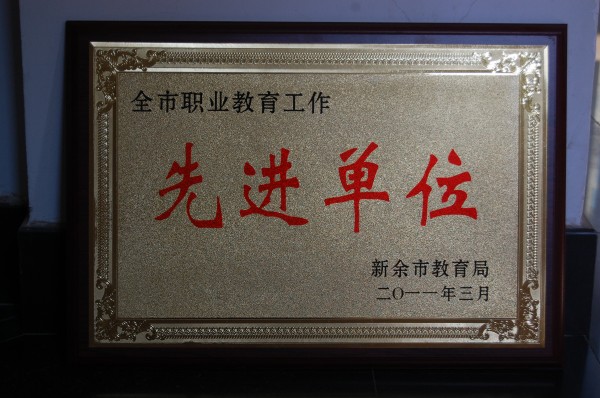 全市职业教育工作
先进单位
新余市教育局
二〇一一年三月